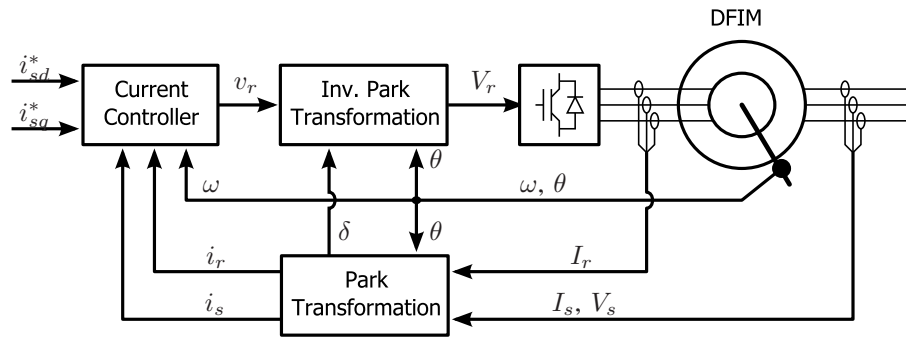 DFIM
i*sd
i*sq
Current
Controller
vr
Inv. Park
Transformation
Vr
θ
ω
ω, θ
δ
θ
ir
Ir
Park
Transformation
is
Is, Vs